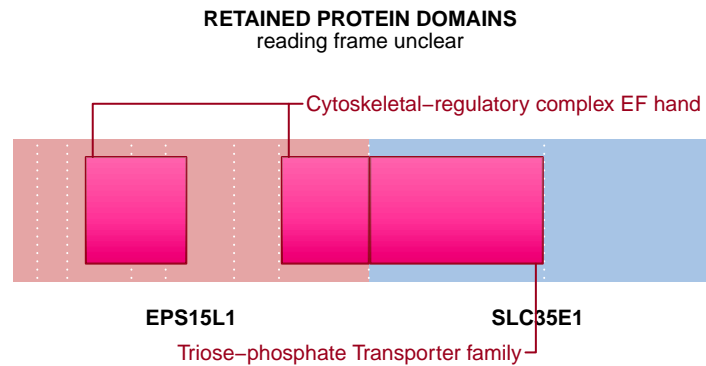 RETAINED PROTEIN DOMAINS
reading frame unclear
Cytoskeletal−regulatory complex EF hand
EPS15L1
SLC35E1
Triose−phosphate Transporter family